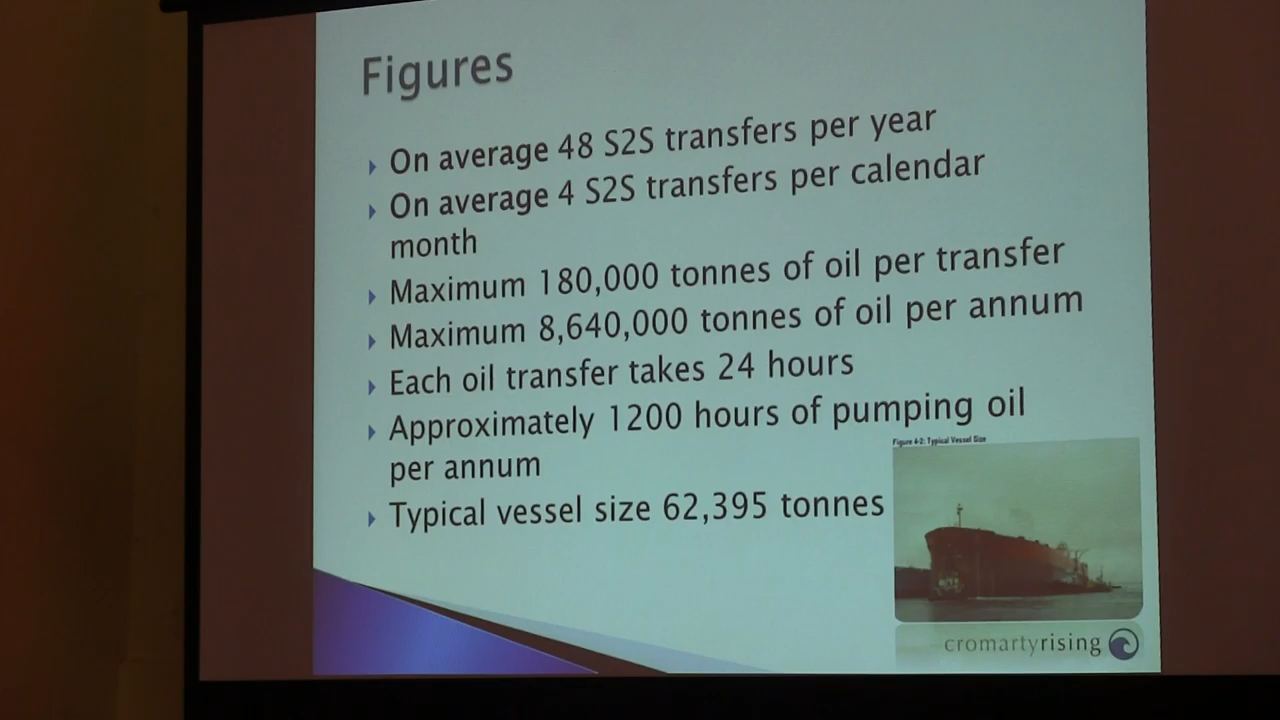 Figures
On average 48 S2S transfers per year
On average 4 S2S transfers per calendar
month
Maximum 180,000 tonnes of oil per transfer
Maximum 8,640,000 tonnes of oil per annum
Each oil transfer takes 24 hours
Approximately 1200 hours of pumping oil
per annum
Figure 4-2: Typical Vessel Size
Typical vessel size 62,395 tonnes
cromartyrising